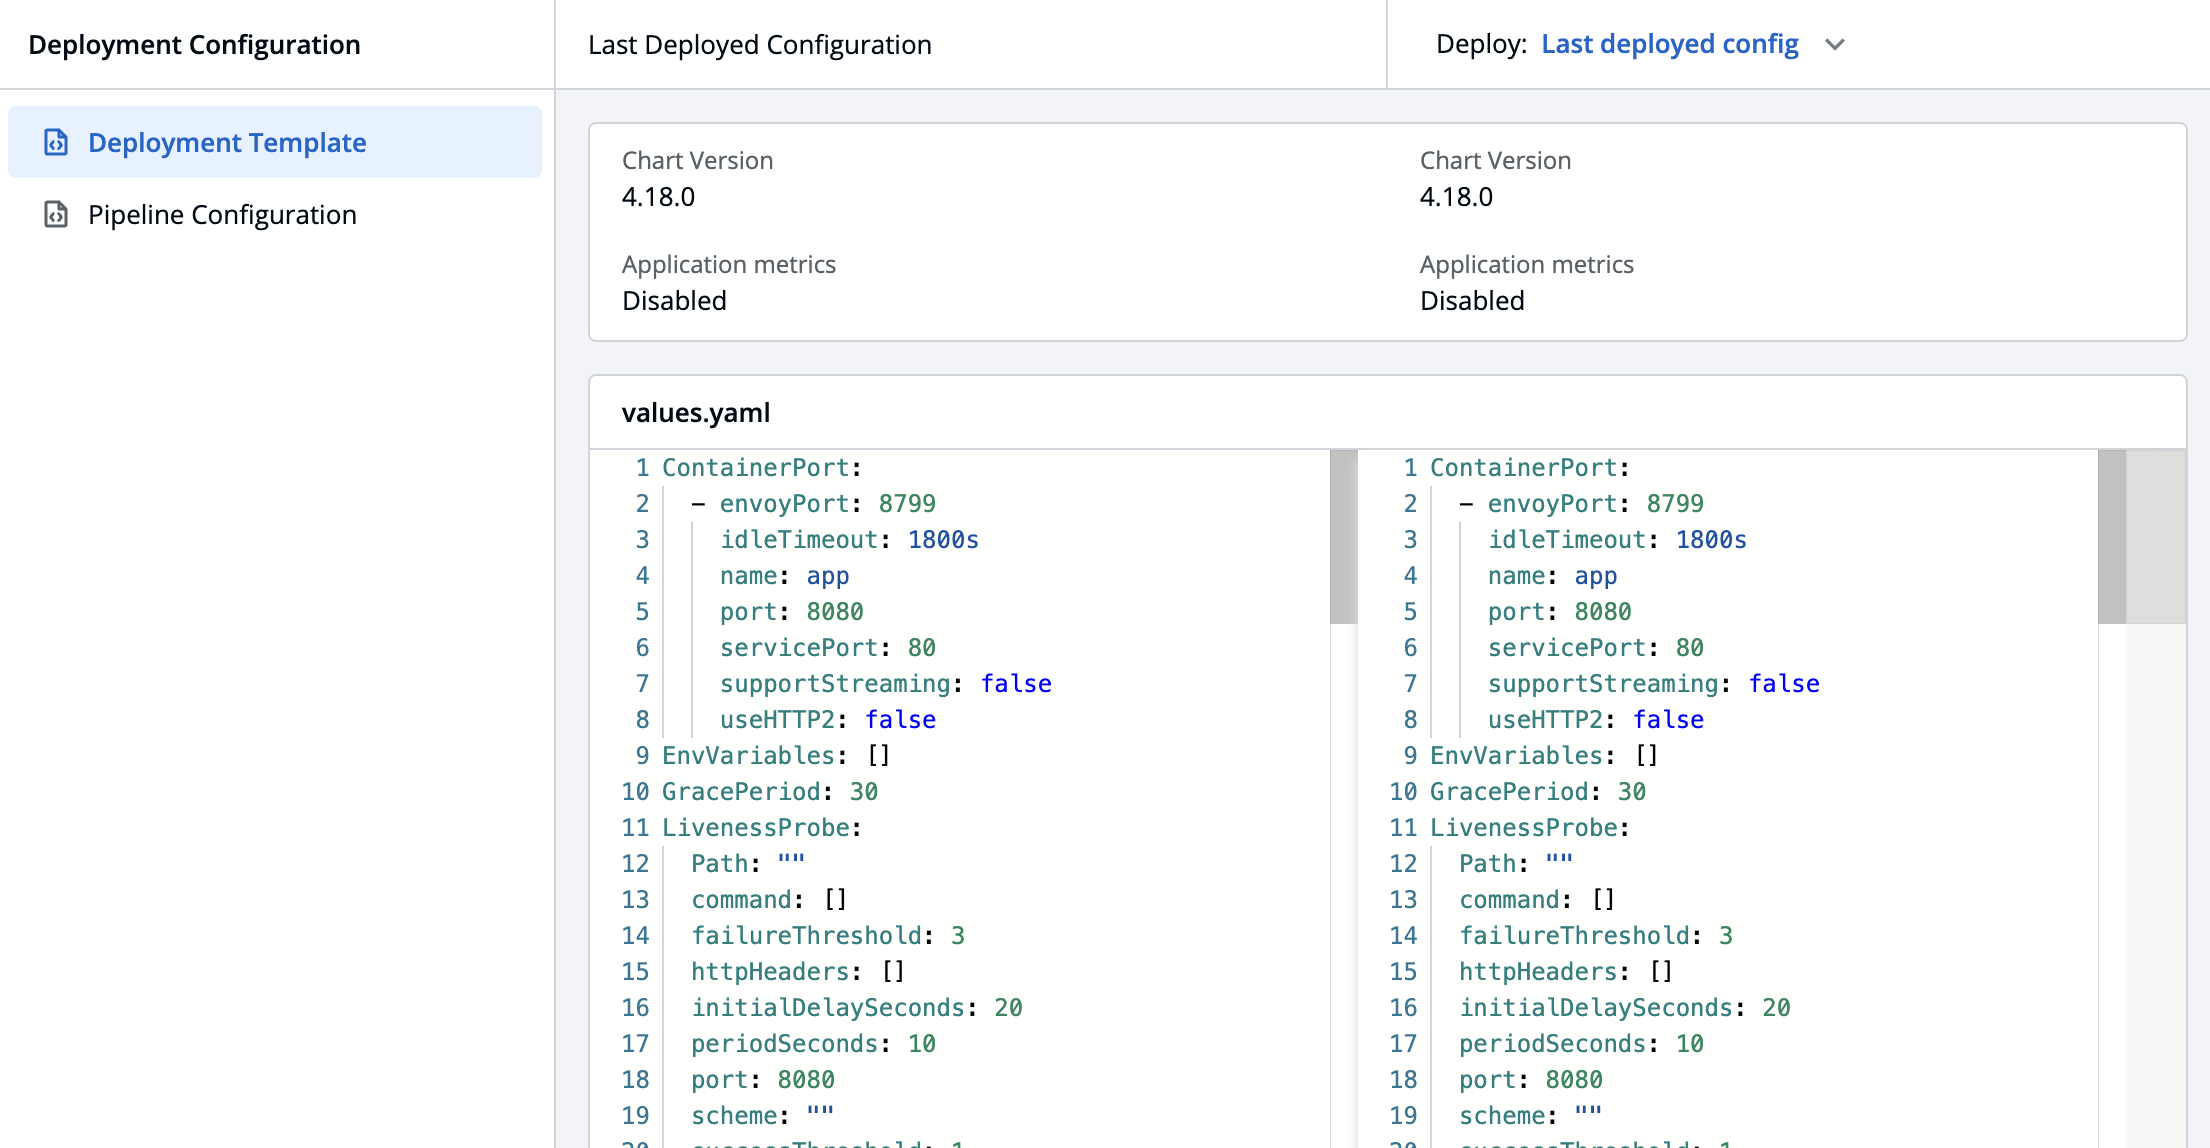 Deployment Configuration
Last Deployed Configuration
Deploy: Last deployed config
Deployment Template
Pipeline Configuration
Chart Version
4.18.0
Application metrics
Disabled
Chart Version
4.18.0
Application metrics
Disabled
values.yaml
1 ContainerPort:
2   - envoyPort: 8799
3     idleTimeout: 1800s
4     name: app
5     port: 8080
6     servicePort: 80
7     supportStreaming: false
8     useHTTP2: false
9 EnvVariables: []
10 GracePeriod: 30
11 LivenessProbe:
12   Path: ""
13   command: []
14   failureThreshold: 3
15   httpHeaders: []
16   initialDelaySeconds: 20
17   periodSeconds: 10
18   port: 8080
19   scheme: ""
20   successThreshold: 1
1 ContainerPort:
2   - envoyPort: 8799
3     idleTimeout: 1800s
4     name: app
5     port: 8080
6     servicePort: 80
7     supportStreaming: false
8     useHTTP2: false
9 EnvVariables: []
10 GracePeriod: 30
11 LivenessProbe:
12   Path: ""
13   command: []
14   failureThreshold: 3
15   httpHeaders: []
16   initialDelaySeconds: 20
17   periodSeconds: 10
18   port: 8080
19   scheme: ""
20   successThreshold: 1